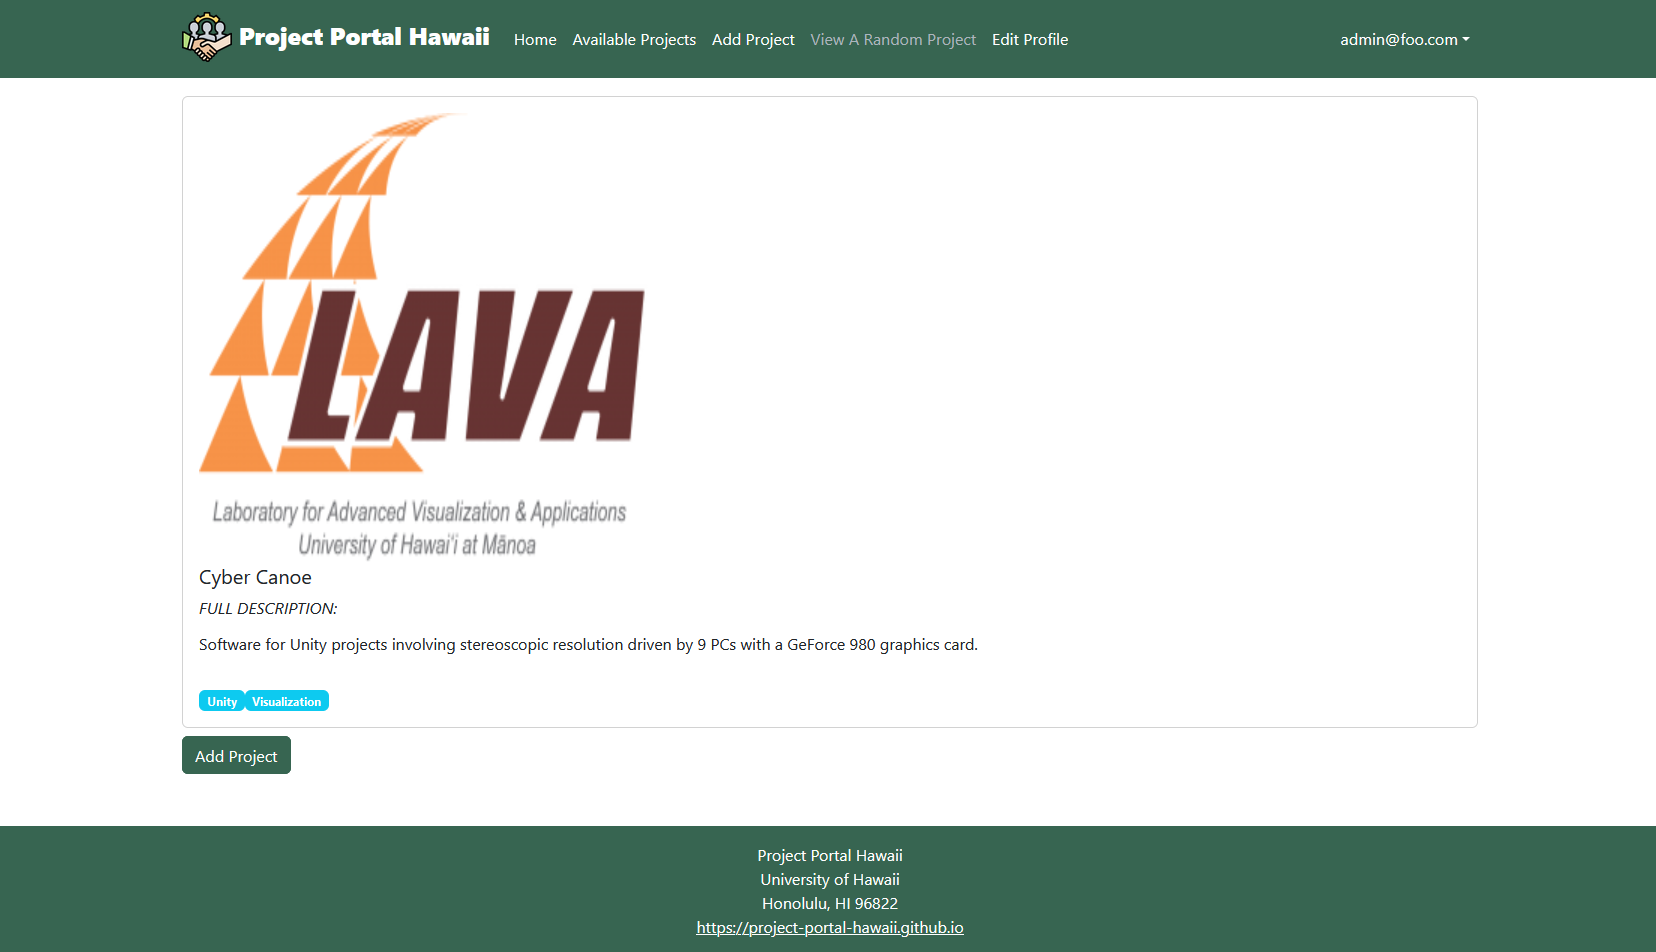 Project Portal Hawaii Home Available Projects Add Project View A Random Project Edit Profile admin@foo.com
LAVA
Laboratory for Advanced Visualization & Applications
University of Hawai'i at Mānoa
Cyber Canoe
FULL DESCRIPTION:
Software for Unity projects involving stereoscopic resolution driven by 9 PCs with a GeForce 980 graphics card.
Unity Visualization
Add Project
Project Portal Hawaii
University of Hawaii
Honolulu, HI 96822
https://project-portal-hawaii.github.io